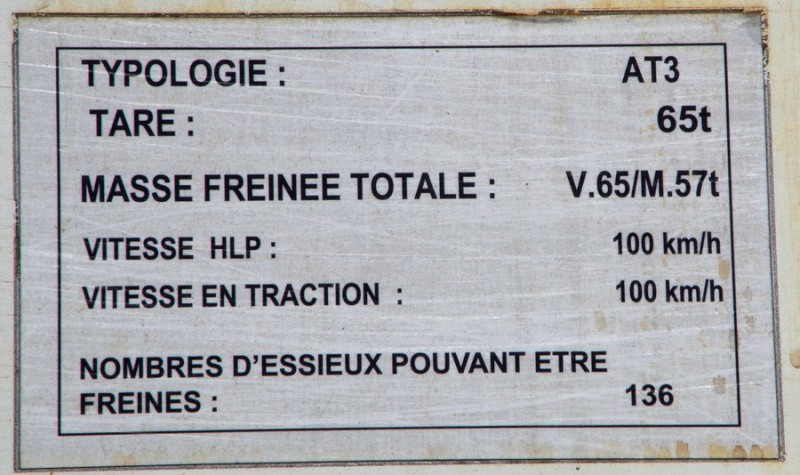 TYPOLOGIE : AT3
TARE : 65t
MASSE FREINEE TOTALE : V.65/M.57t
VITESSE HLP : 100 km/h
VITESSE EN TRACTION : 100 km/h
NOMBRES D'ESSIEUX POUVANT ETRE
FREINES : 136